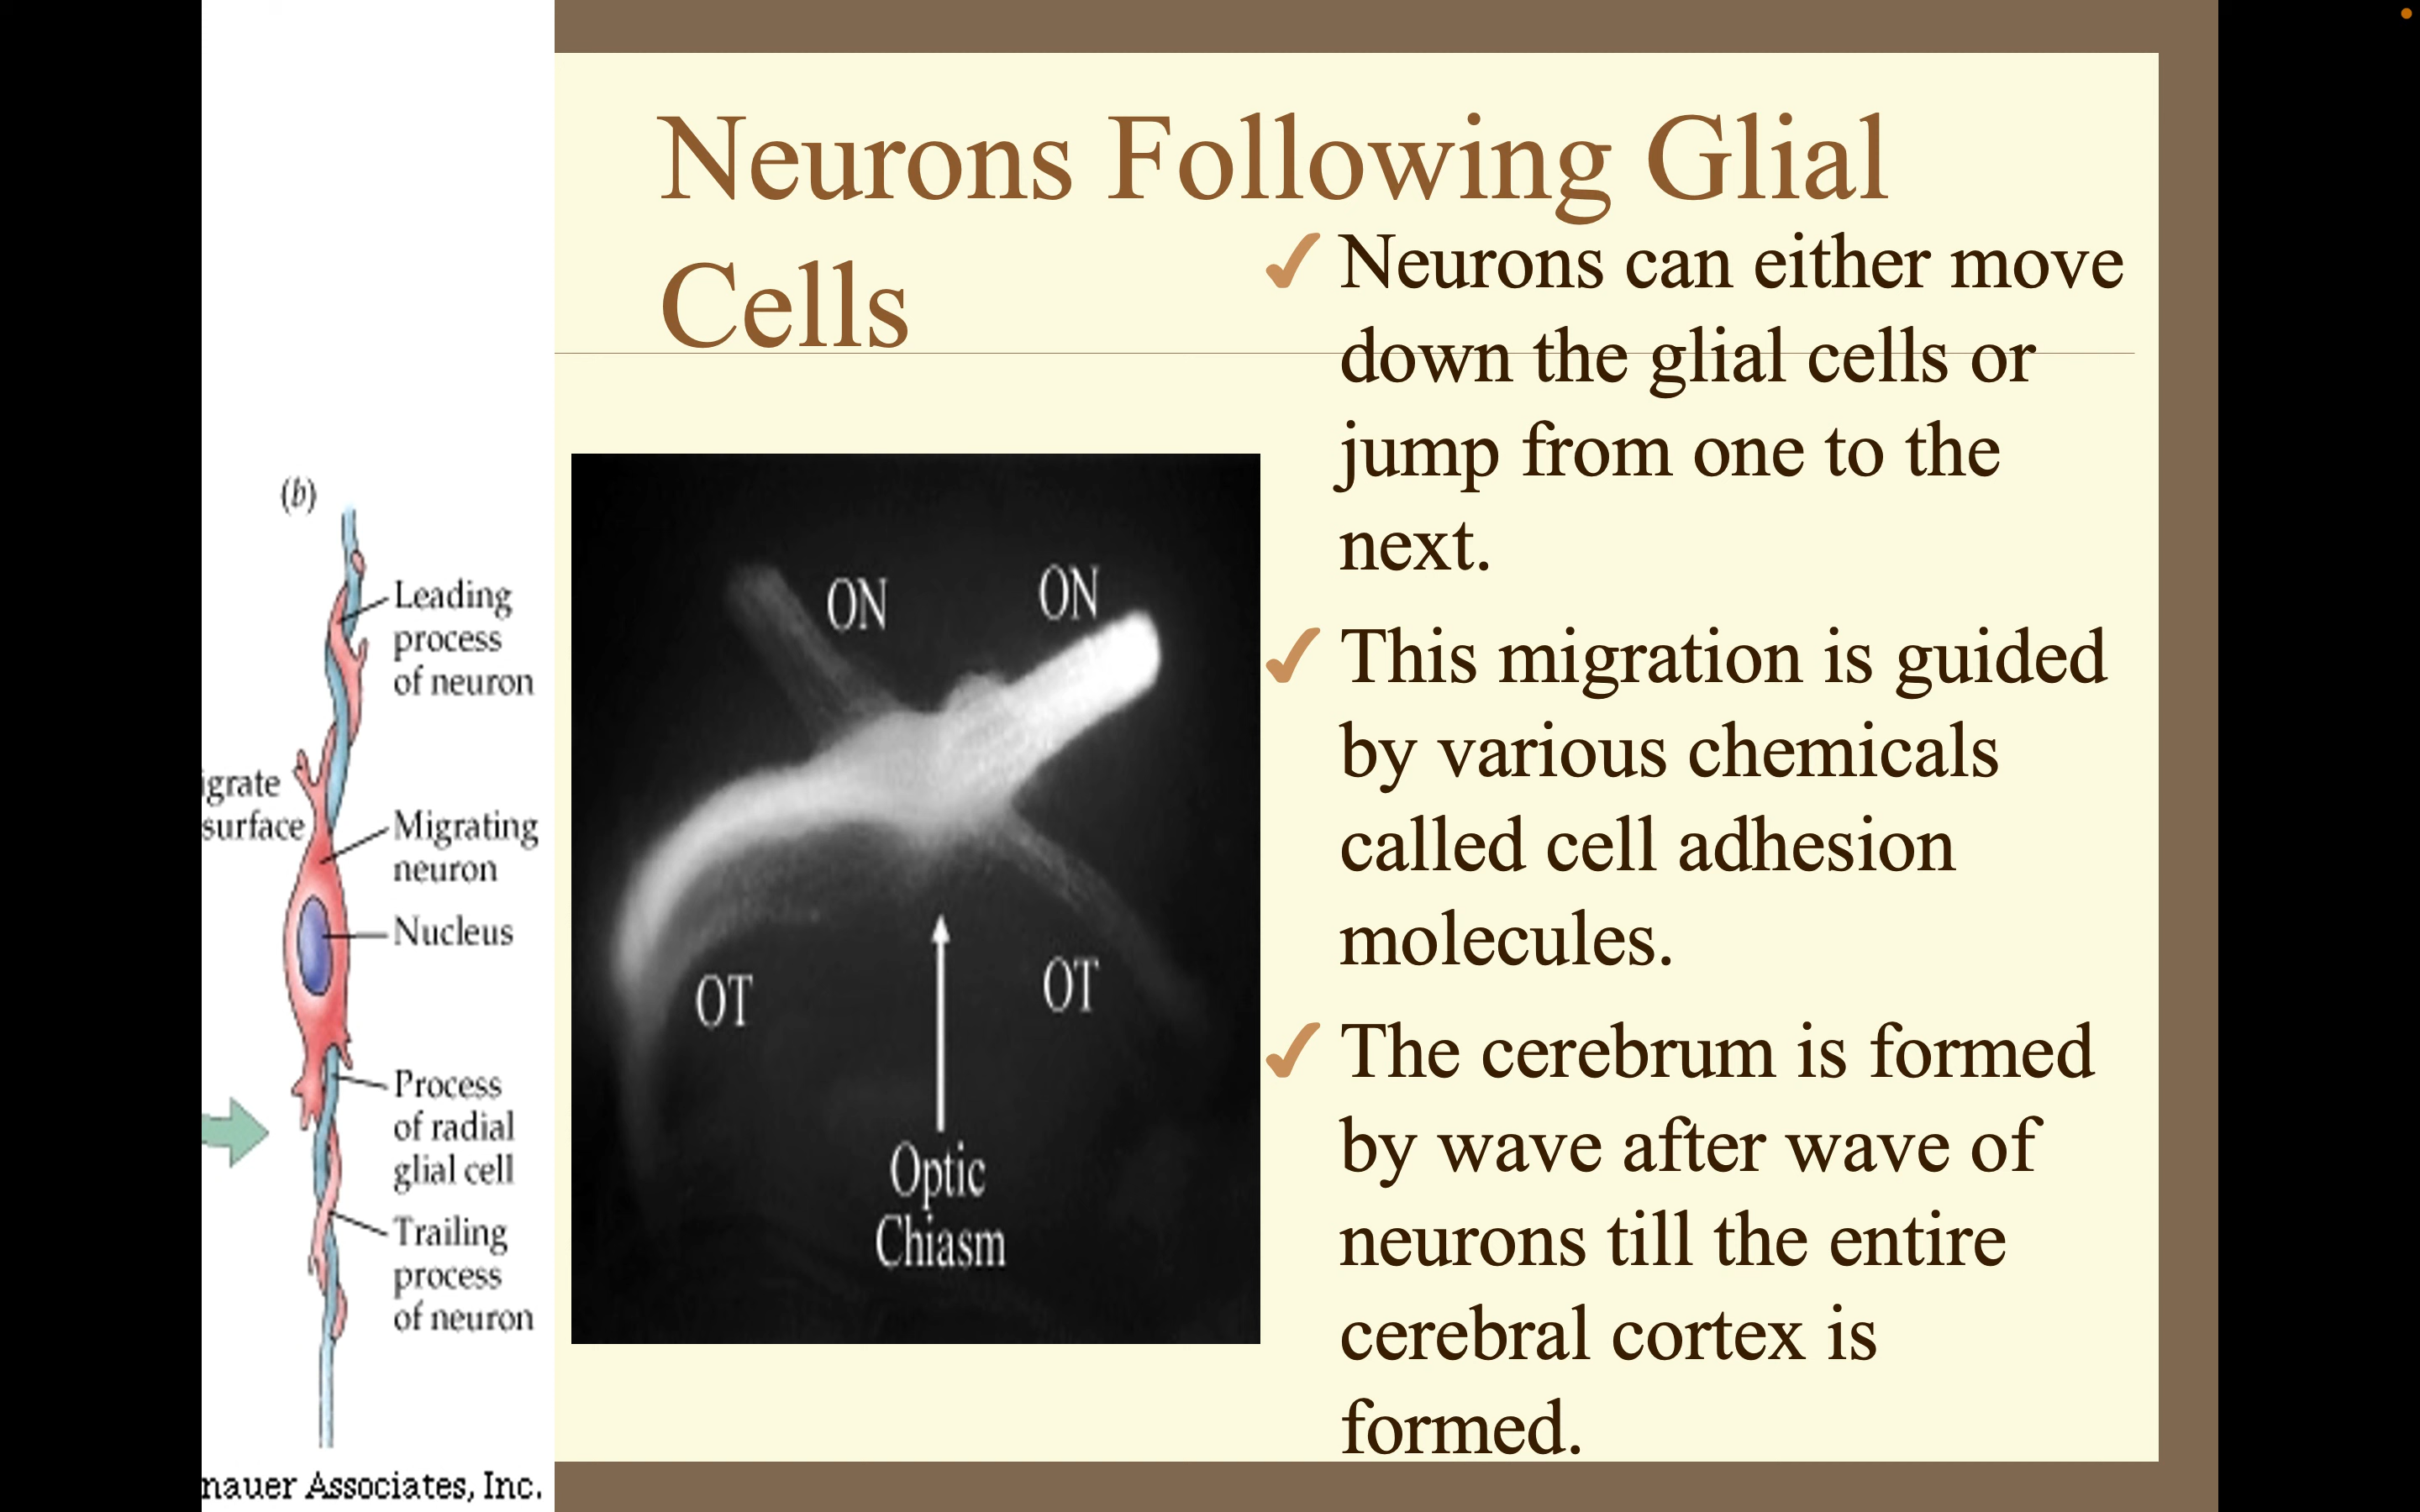 Neurons Following Glial
Cells
(b)
Leading
process
of neuron
igrate
surface
Migrating
neuron
Nucleus
Process
of radial
glial cell
Trailing
process
of neuron
nauer Associates, Inc.
ON
ON
OT
OT
Optic
Chiasm
✓ Neurons can either move
down the glial cells or
jump from one to the
next.
✓ This migration is guided
by various chemicals
called cell adhesion
molecules.
✓ The cerebrum is formed
by wave after wave of
neurons till the entire
cerebral cortex is
formed.